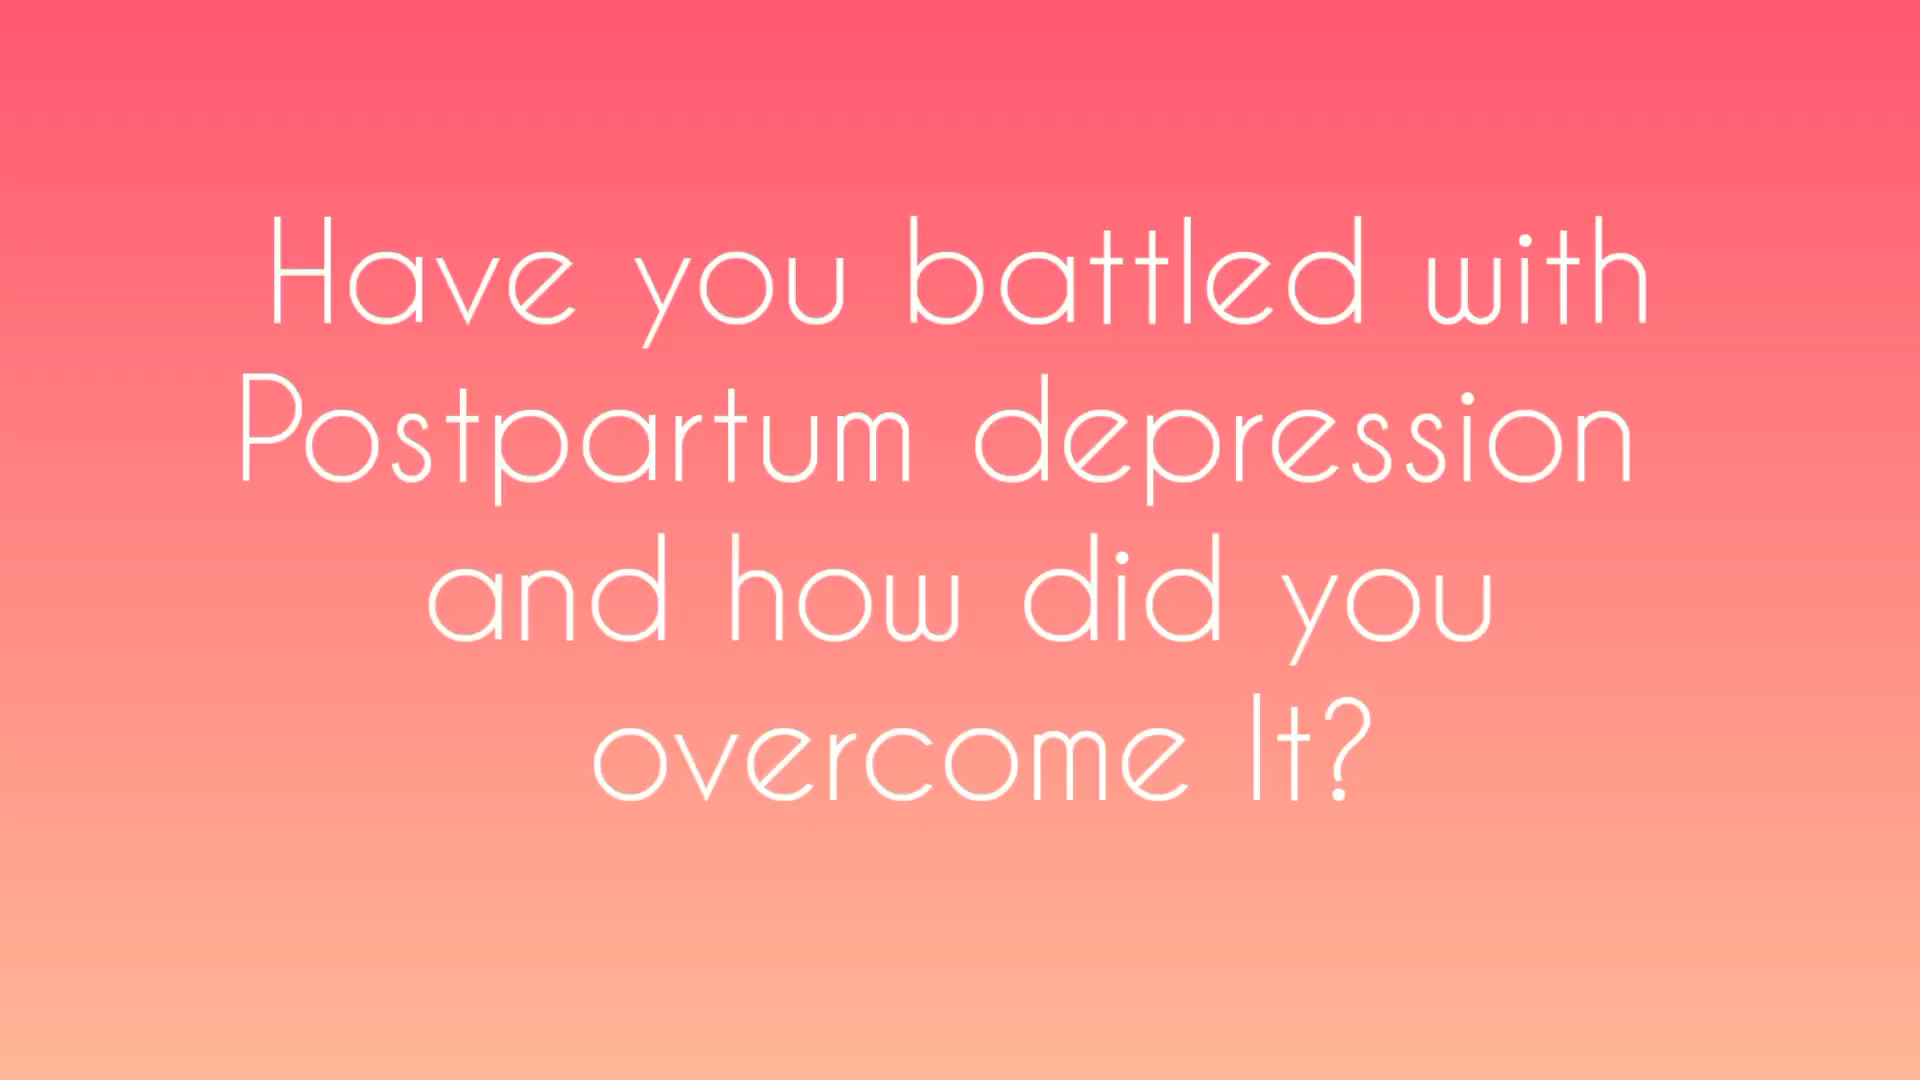 Have you battled with
Postpartum depression
and how did you
overcome It?